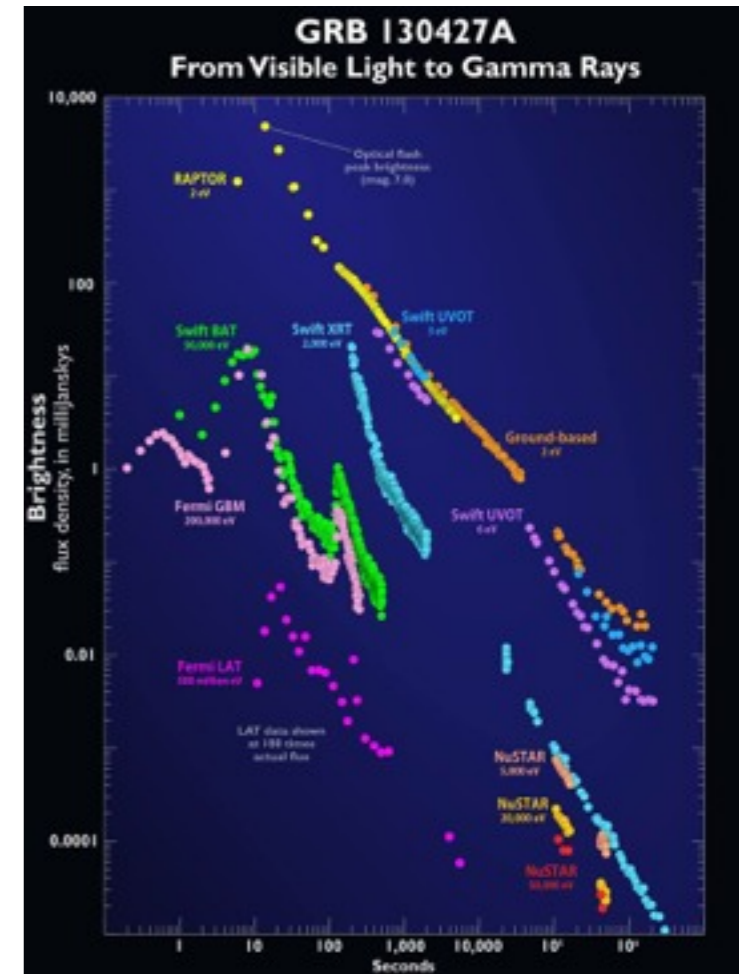 GRB 130427A
From Visible Light to Gamma Rays
10,000
Optical flash
peak brightness
(mag. 7.0)
RAPTOR
2 eV
100
Swift UVOT
3 eV
Swift BAT
50,000 eV
Swift XRT
2,000 eV
Brightness
flux density, in millijanskys
Ground-based
2 eV
1
Fermi GBM
200,000 eV
Swift UVOT
6 eV
0.01
Fermi LAT
million eV
LAT data shown
at 100 times
actual flux
NuSTAR
5,000 eV
NuSTAR
20,000 eV
0.0001
NuSTAR
50,000 eV
1
10
100
1,000
10,000
Seconds